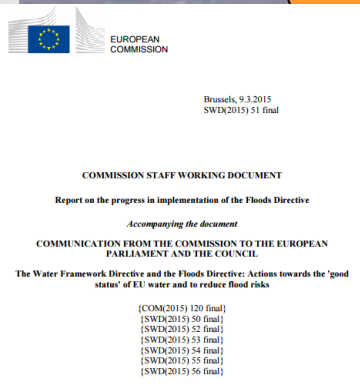 EUROPEAN
COMMISSION
Brussels, 9.3.2015
SWD(2015) 51 final
COMMISSION STAFF WORKING DOCUMENT
Report on the progress in implementation of the Floods Directive
Accompanying the document
COMMUNICATION FROM THE COMMISSION TO THE EUROPEAN
PARLIAMENT AND THE COUNCIL
The Water Framework Directive and the Floods Directive: Actions towards the 'good
status' of EU water and to reduce flood risks
{COM(2015) 120 final}
{SWD(2015) 50 final}
{SWD(2015) 52 final}
{SWD(2015) 53 final}
{SWD(2015) 54 final}
{SWD(2015) 55 final}
{SWD(2015) 56 final}